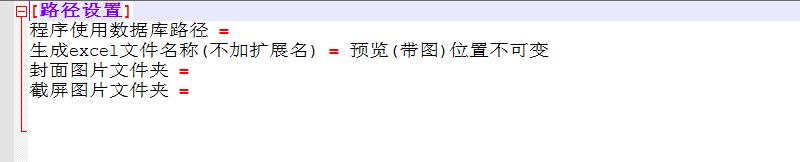 [路径设置]
程序使用数据库路径 =
生成excel文件名称(不加扩展名) = 预览(带图)位置不可变
封面图片文件夹 =
截屏图片文件夹 =